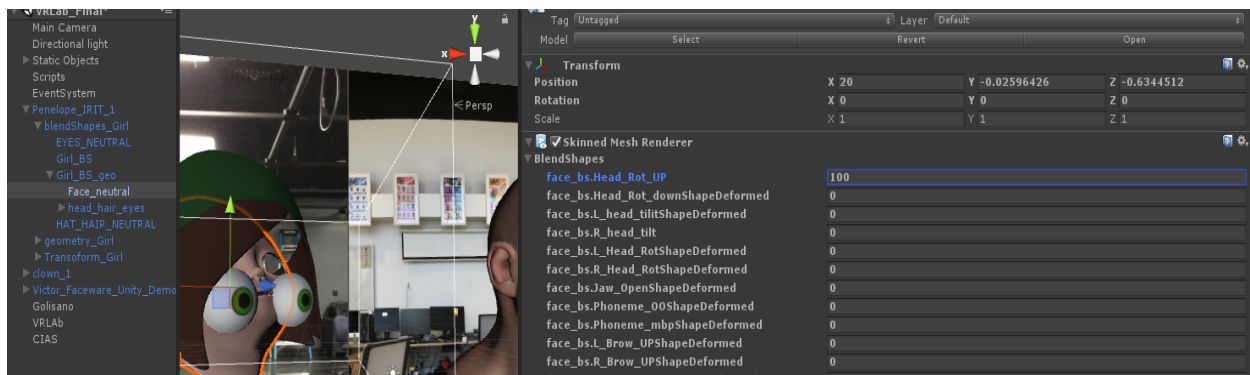 VRLab_Final*
Main Camera
Directional light
Static Objects
Scripts
EventSystem
Penelope_IRIT_1
blendShapes_Girl
EYES_NEUTRAL
Girl_BS
Girl_BS_geo
Face_neutral
head_hair_eyes
HAT_HAIR_NEUTRAL
geometry_Girl
Transoform_Girl
clown_1
Victor_Faceware_Unity_Demo
Golisano
VRLAb
CIAS
y
x
Persp
Tag Untagged Layer Default
Model Select Revert Open
Transform
Position X 20 Y -0.02596426 Z -0.6344512
Rotation X 0 Y 0 Z 0
Scale X 1 Y 1 Z 1
Skinned Mesh Renderer
BlendShapes
face_bs.Head_Rot_UP 100
face_bs.Head_Rot_downShapeDeformed 0
face_bs.L_head_tilitShapeDeformed 0
face_bs.R_head_tilt 0
face_bs.L_Head_RotShapeDeformed 0
face_bs.R_Head_RotShapeDeformed 0
face_bs.Jaw_OpenShapeDeformed 0
face_bs.Phoneme_OOShapeDeformed 0
face_bs.Phoneme_mbpShapeDeformed 0
face_bs.L_Brow_UPShapeDeformed 0
face_bs.R_Brow_UPShapeDeformed 0